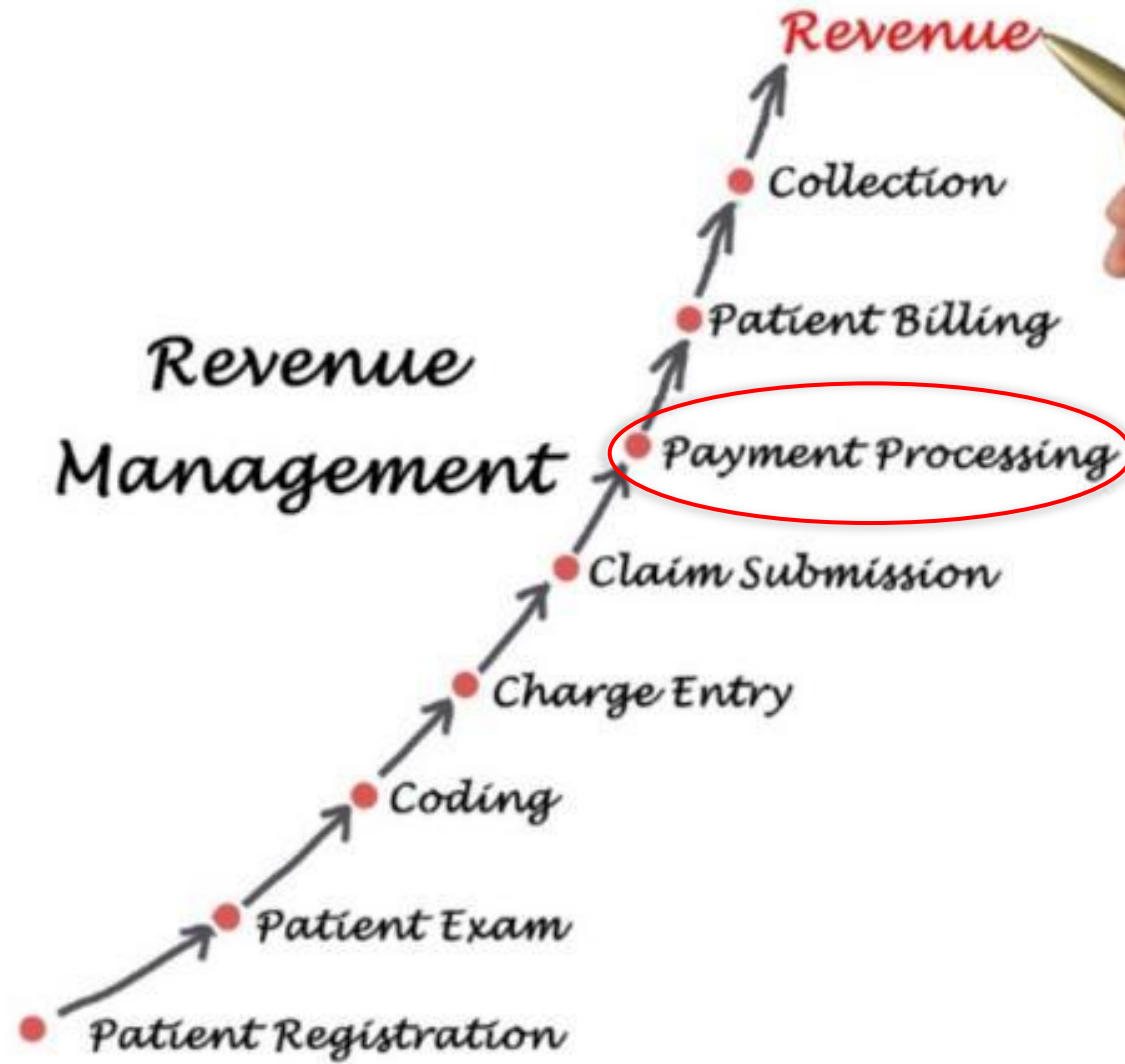 Revenue
Collection
Patient Billing
Revenue
Management
Payment Processing
Claim Submission
Charge Entry
Coding
Patient Exam
Patient Registration